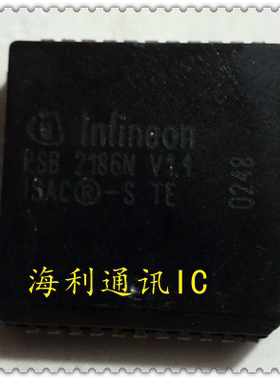 infineon
PSB 2186N V1.1
ISAC®-S TE
0248
海利通讯IC